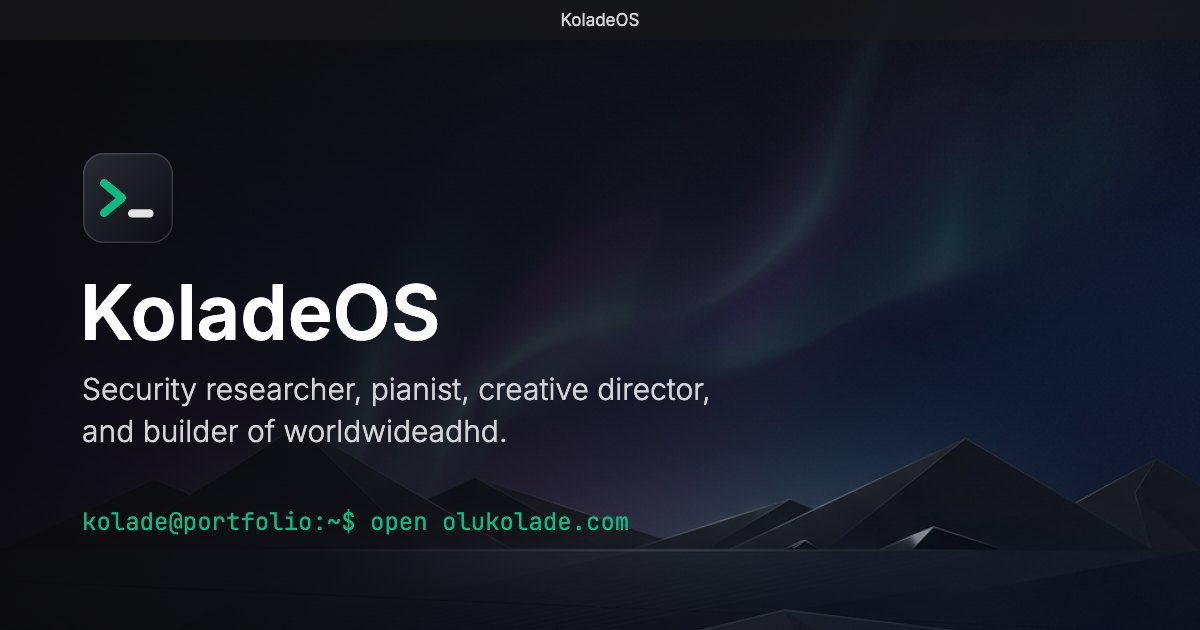 KoladeOS
>_
KoladeOS
Security researcher, pianist, creative director,
and builder of worldwideadhd.
kolade@portfolio:~$ open olukolade.com